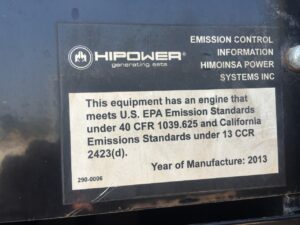 HIPOWER®
generating sets
EMISSION CONTROL
INFORMATION
HIMOINSA POWER
SYSTEMS INC
This equipment has an engine that
meets U.S. EPA Emission Standards
under 40 CFR 1039.625 and California
Emissions Standards under 13 CCR
2423(d).
Year of Manufacture: 2013
290-0006